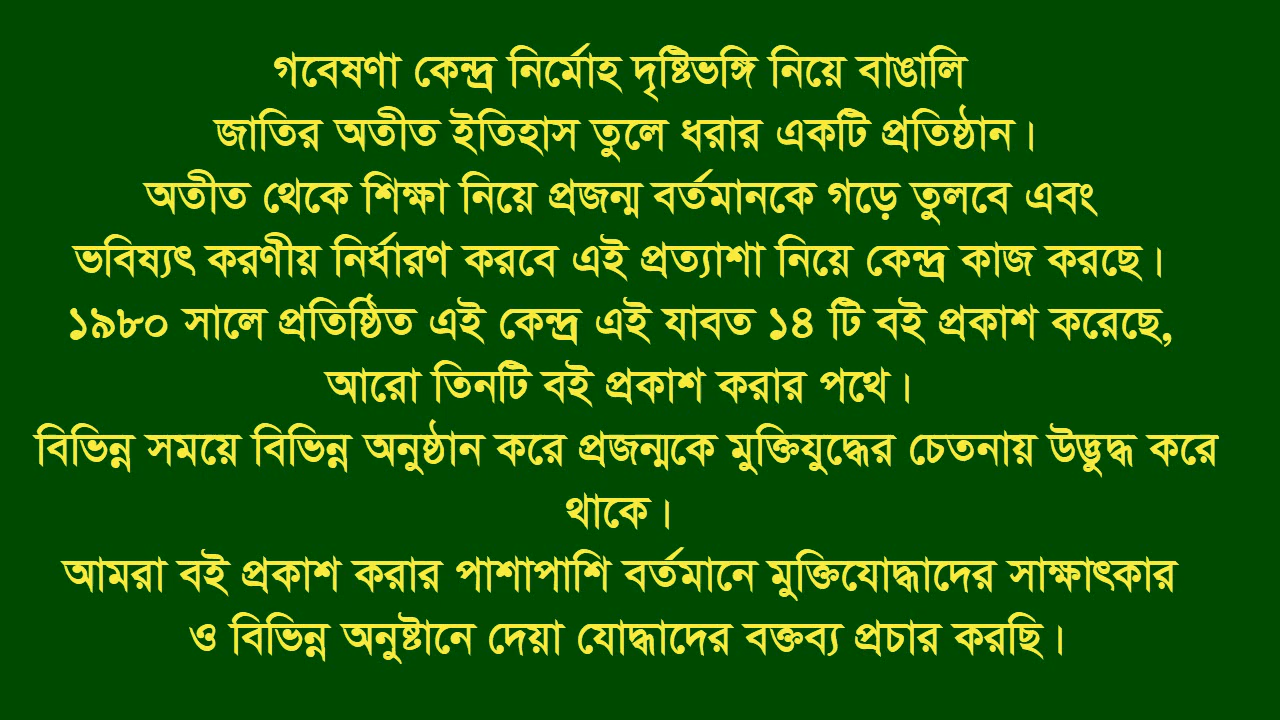 গবেষণা কেন্দ্র নির্মোহ দৃষ্টিভঙ্গি নিয়ে বাঙালি
জাতির অতীত ইতিহাস তুলে ধরার একটি প্রতিষ্ঠান।
অতীত থেকে শিক্ষা নিয়ে প্রজন্ম বর্তমানকে গড়ে তুলবে এবং
ভবিষ্যৎ করণীয় নির্ধারণ করবে এই প্রত্যাশা নিয়ে কেন্দ্র কাজ করছে।
১৯৮০ সালে প্রতিষ্ঠিত এই কেন্দ্র এই যাবত ১৪ টি বই প্রকাশ করেছে,
আরো তিনটি বই প্রকাশ করার পথে।
বিভিন্ন সময়ে বিভিন্ন অনুষ্ঠান করে প্রজন্মকে মুক্তিযুদ্ধের চেতনায় উদ্ভুদ্ধ করে
থাকে।
আমরা বই প্রকাশ করার পাশাপাশি বর্তমানে মুক্তিযোদ্ধাদের সাক্ষাৎকার
ও বিভিন্ন অনুষ্টানে দেয়া যোদ্ধাদের বক্তব্য প্রচার করছি।